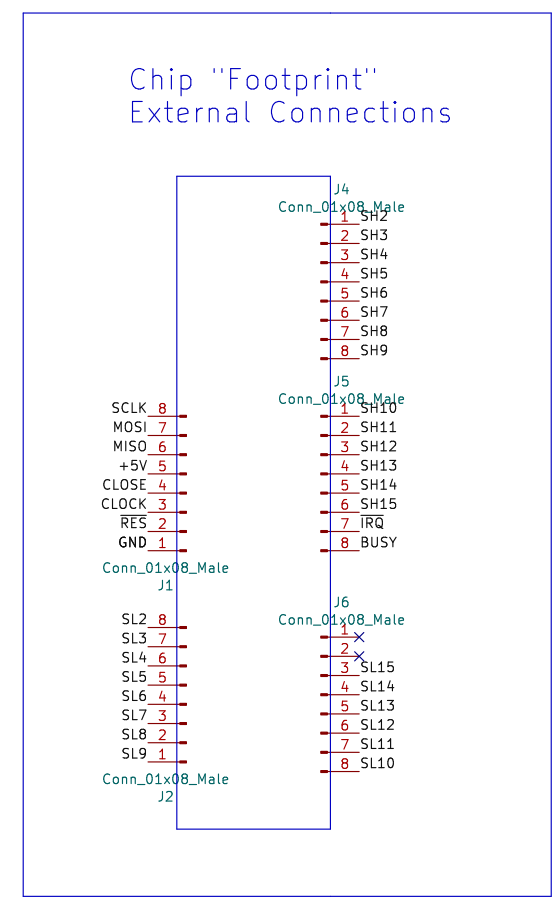 Chip "Footprint"
External Connections
J4
Conn_01x08_Male
1 SH2
2 SH3
3 SH4
4 SH5
5 SH6
6 SH7
7 SH8
8 SH9
J5
Conn_01x08_Male
1 SH10
2 SH11
3 SH12
4 SH13
5 SH14
6 SH15
7 IRQ
8 BUSY
SCLK 8
MOSI 7
MISO 6
+5V 5
CLOSE 4
CLOCK 3
RES 2
GND 1
Conn_01x08_Male
J1
J6
Conn_01x08_Male
1
2
3 SL15
4 SL14
5 SL13
6 SL12
7 SL11
8 SL10
SL2 8
SL3 7
SL4 6
SL5 5
SL6 4
SL7 3
SL8 2
SL9 1
Conn_01x08_Male
J2